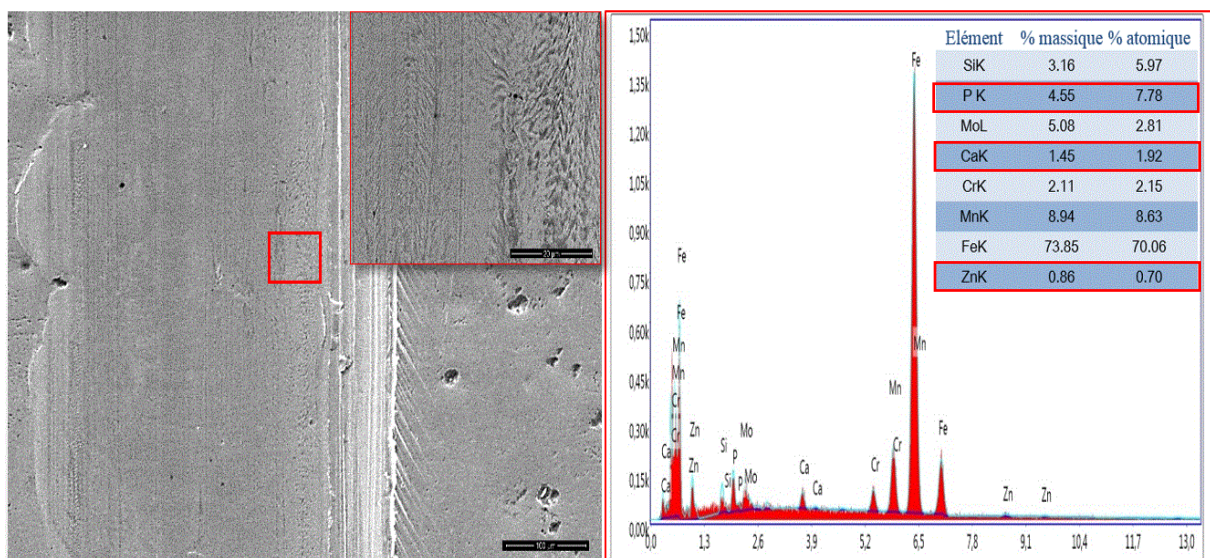 20 µm
100 µm
Elément % massique % atomique
SiK 3.16 5.97
P K 4.55 7.78
MoL 5.08 2.81
CaK 1.45 1.92
CrK 2.11 2.15
MnK 8.94 8.63
FeK 73.85 70.06
ZnK 0.86 0.70
1,50k
1,35k
1,20k
1,05k
0,90k
0,75k
0,60k
0,45k
0,30k
0,15k
0,00k
Fe
Fe
Fe
Mn
Mn
Mn
Mn
Cr
Cr
Cr
Cr
Fe
Ca
Ca
Zn
Zn
Si
Si
P
P
Mo
Mo
Ca
Ca
Zn
Zn
0,0 1,3 2,6 3,9 5,2 6,5 7,8 9,1 10,4 11,7 13,0